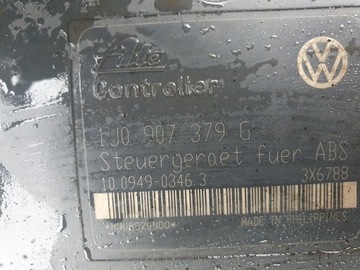 Ate
Controller
1J0 907 379 G
Steuergeraet fuer ABS
10.0949-0346.3 3X6789
MADE IN PHILIPPINES